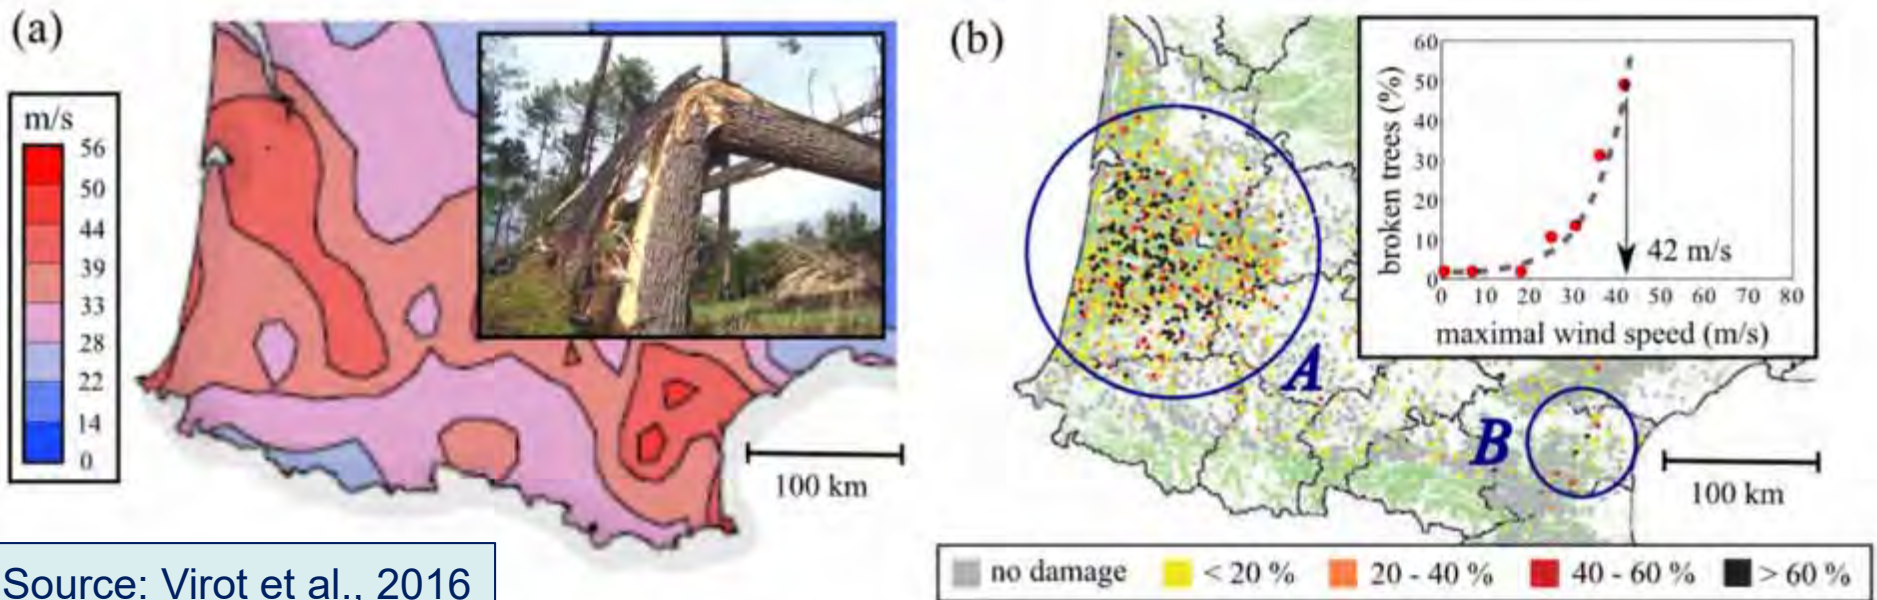 (a)
m/s
56
50
44
39
33
28
22
14
0
100 km
Source: Virot et al., 2016
(b)
A
B
broken trees (%)
60
50
40
30
20
10
0
0 10 20 30 40 50 60 70 80
42 m/s
maximal wind speed (m/s)
100 km
no damage < 20 % 20 - 40 % 40 - 60 % > 60 %